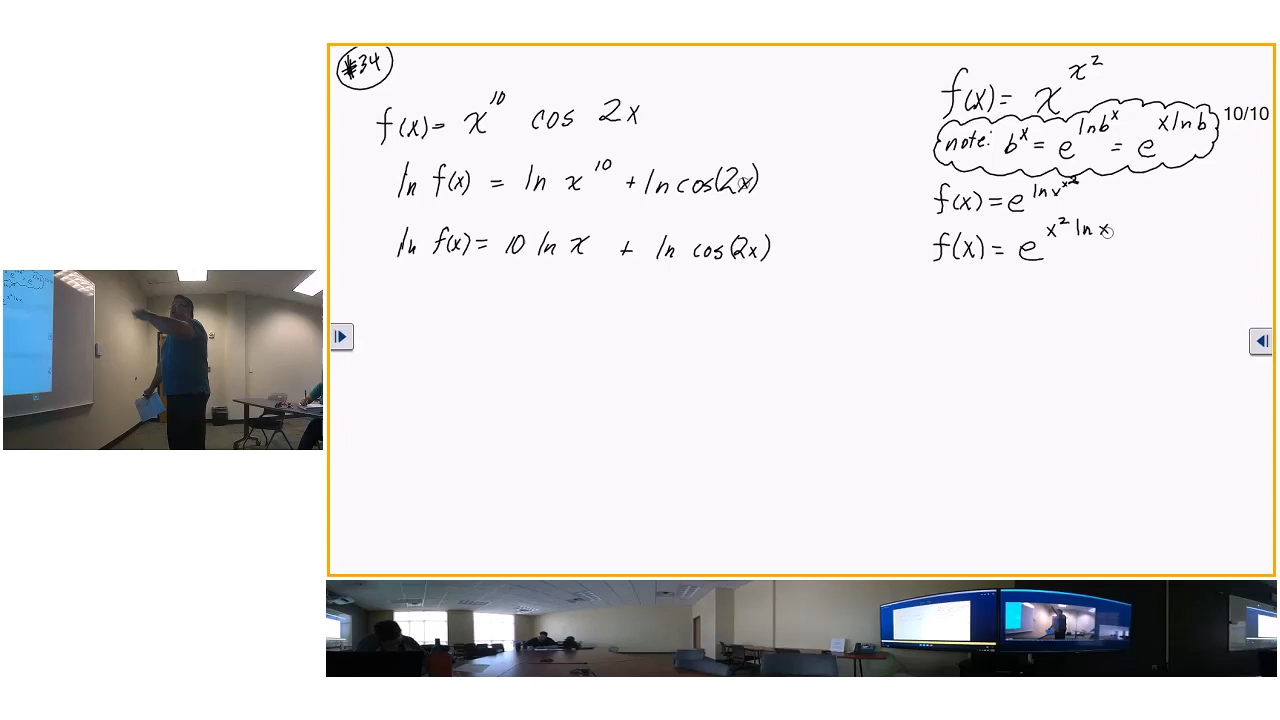 #34
f(x) = x^10 cos 2x
ln f(x) = ln x^10 + ln cos(2x)
ln f(x) = 10 ln x + ln cos(2x)
f(x) = x^x^2
note: b^x = e^ln b^x = e^x ln b
10/10
f(x) = e^ln x^x^2
f(x) = e^x^2 ln x